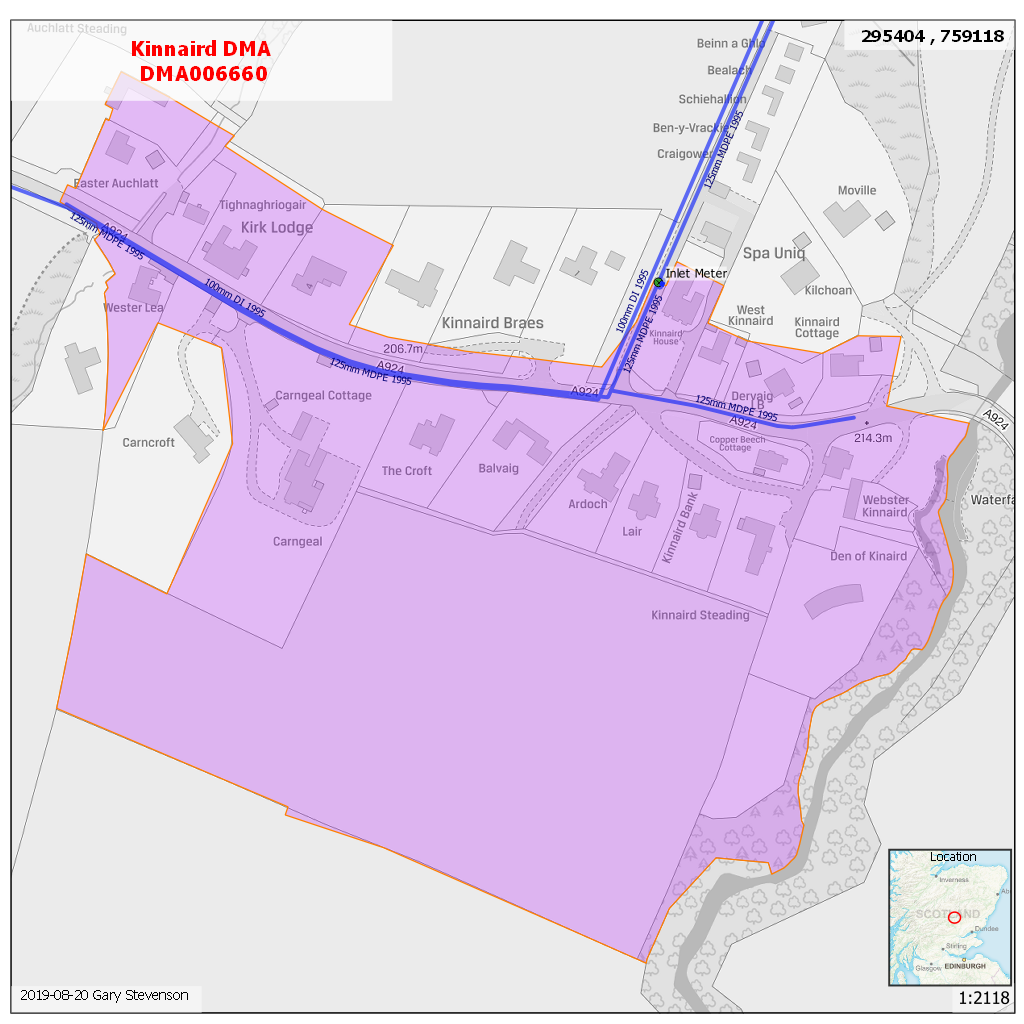 Auchlatt Steading
Kinnaird DMA
DMA006660
295404 , 759118
Beinn a Ghlo
Bealach
Schiehallion
Ben-y-Vrackie
Craigower
125mm MDPE 1995
Easter Auchlatt
Tighnaghriogair
Kirk Lodge
Moville
Spa Uniq
Kilchoan
A924
125mm MDPE 1995
Wester Lea
100mm DI 1995
Inlet Meter
100mm DI 1995
125mm MDPE 1995
Kinnaird Braes
Kinnaird
House
West
Kinnaird
Kinnaird
Cottage
206.7m
A924
125mm MDPE 1995
Carngeal Cottage
A924
Dervaig
LB
125mm MDPE 1995
A924
A924
214.3m
Carncroft
The Croft
Balvaig
Copper Beech
Cottage
Ardoch
Lair
Kinnaird Bank
Webster
Kinnaird
Waterfa
Carngeal
Den of Kinaird
Kinnaird Steading
Location
Inverness
Ab
SCOTLAND
Dundee
Stirling
Glasgow
EDINBURGH
2019-08-20 Gary Stevenson
1:2118